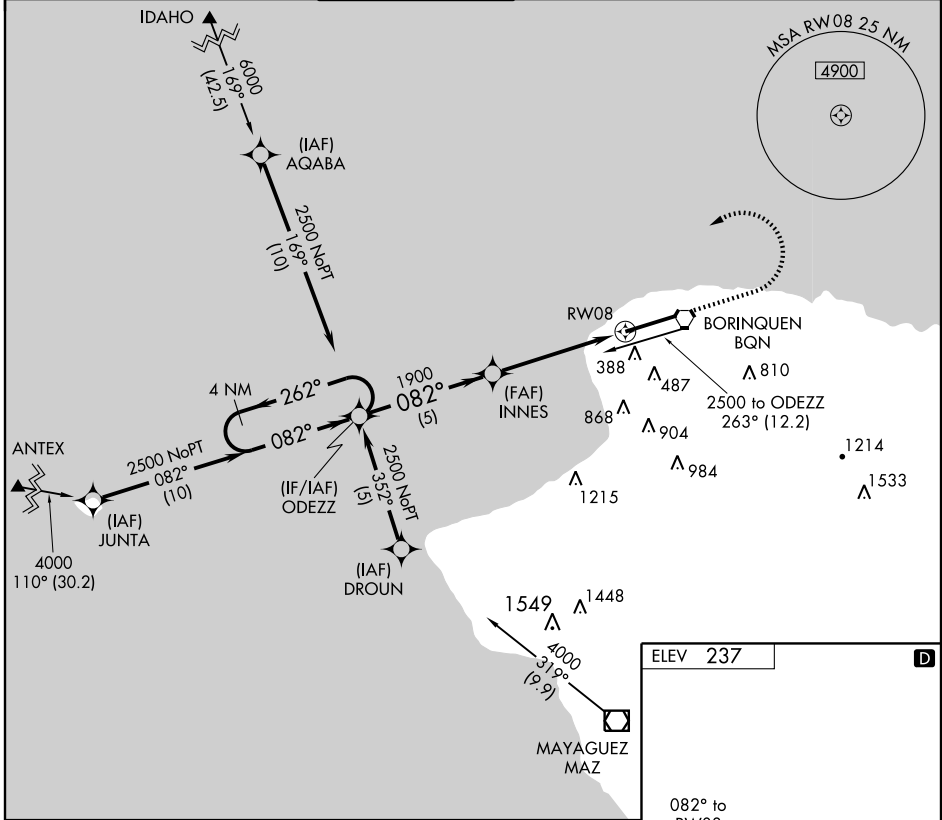 IDAHO
6000
169°
(42.5)
MSA RW08 25 NM
4900
(IAF)
AQABA
2500 NoPT
169°
(10)
RW08
BORINQUEN
BQN
388
487
810
1900
082°
(5)
(FAF)
INNES
2500 to ODEZZ
263° (12.2)
4 NM
262°
082°
868
904
984
1214
1533
1215
ANTEX
2500 NoPT
082°
(10)
(IF/IAF)
ODEZZ
2500 NoPT
352°
(5)
(IAF)
JUNTA
4000
110° (30.2)
(IAF)
DROUN
1549
1448
4000
319°
(9.9)
MAYAGUEZ
MAZ
ELEV 237
D
082° to